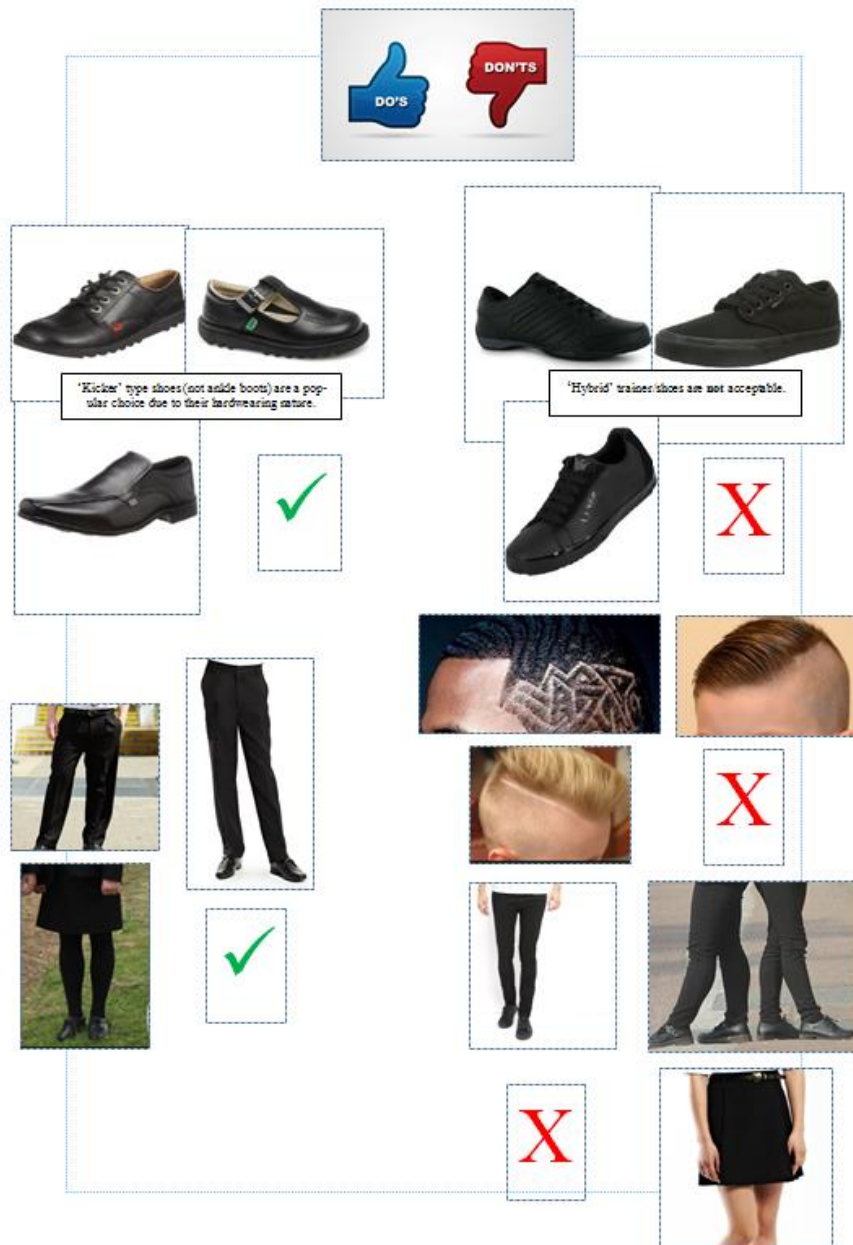 DO'S
DON'TS
'Kicker' type shoes (not ankle boots) are a pop-
ular choice due to their hardwearing nature.
'Hybrid' trainer/shoes are not acceptable.
X
X
X